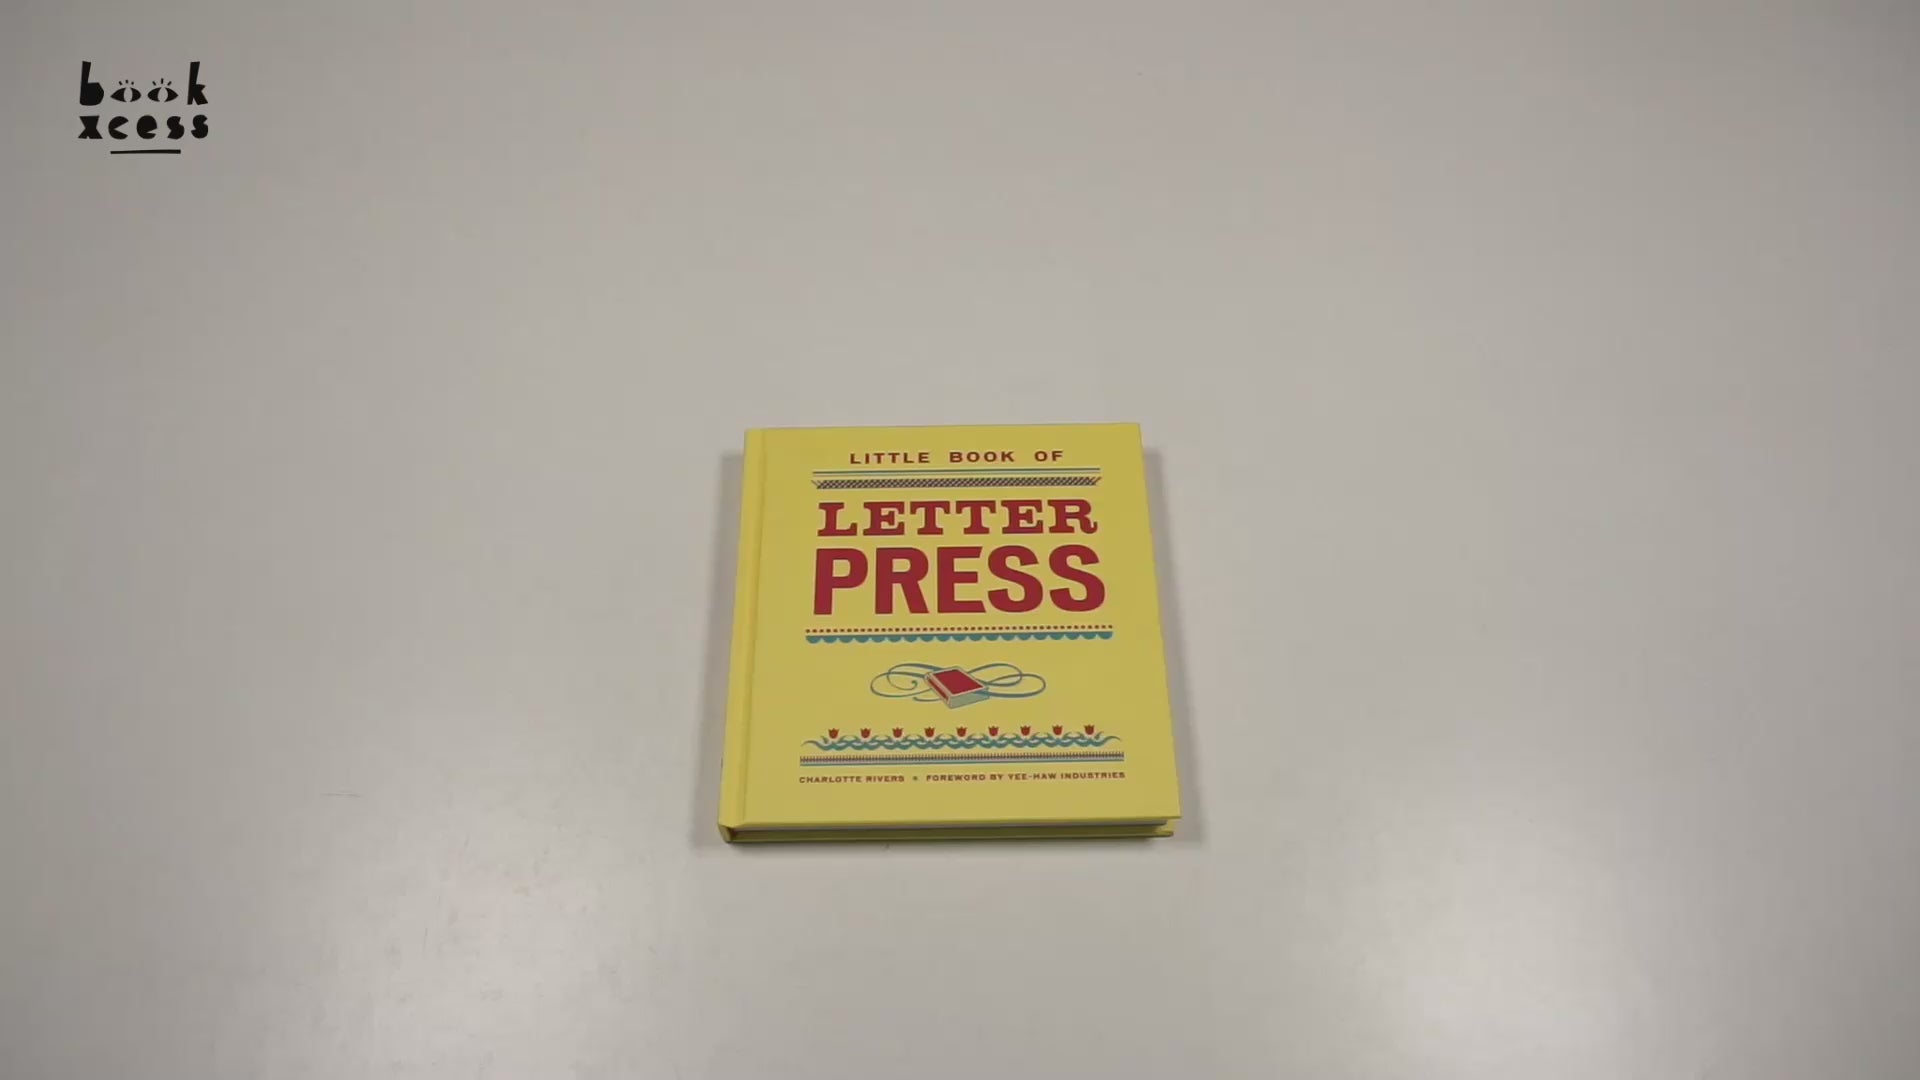 book
xcess
LITTLE BOOK OF
LETTER
PRESS
CHARLOTTE RIVERS • FOREWORD BY YEE-HAW INDUSTRIES